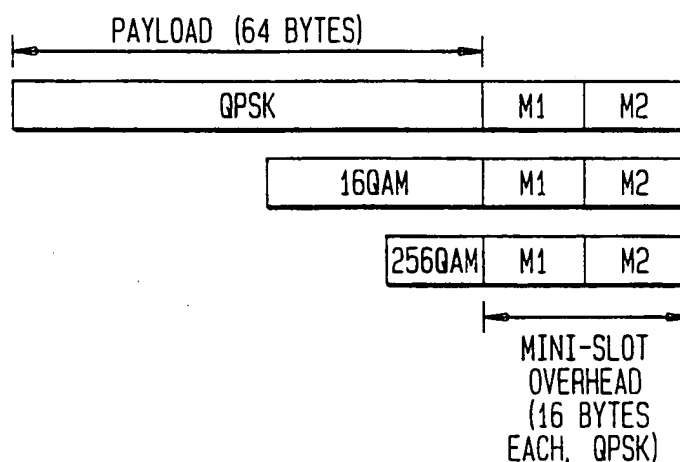 PAYLOAD (64 BYTES)
QPSK M1 M2
16QAM M1 M2
256QAM M1 M2
MINI-SLOT
OVERHEAD
(16 BYTES
EACH, QPSK)